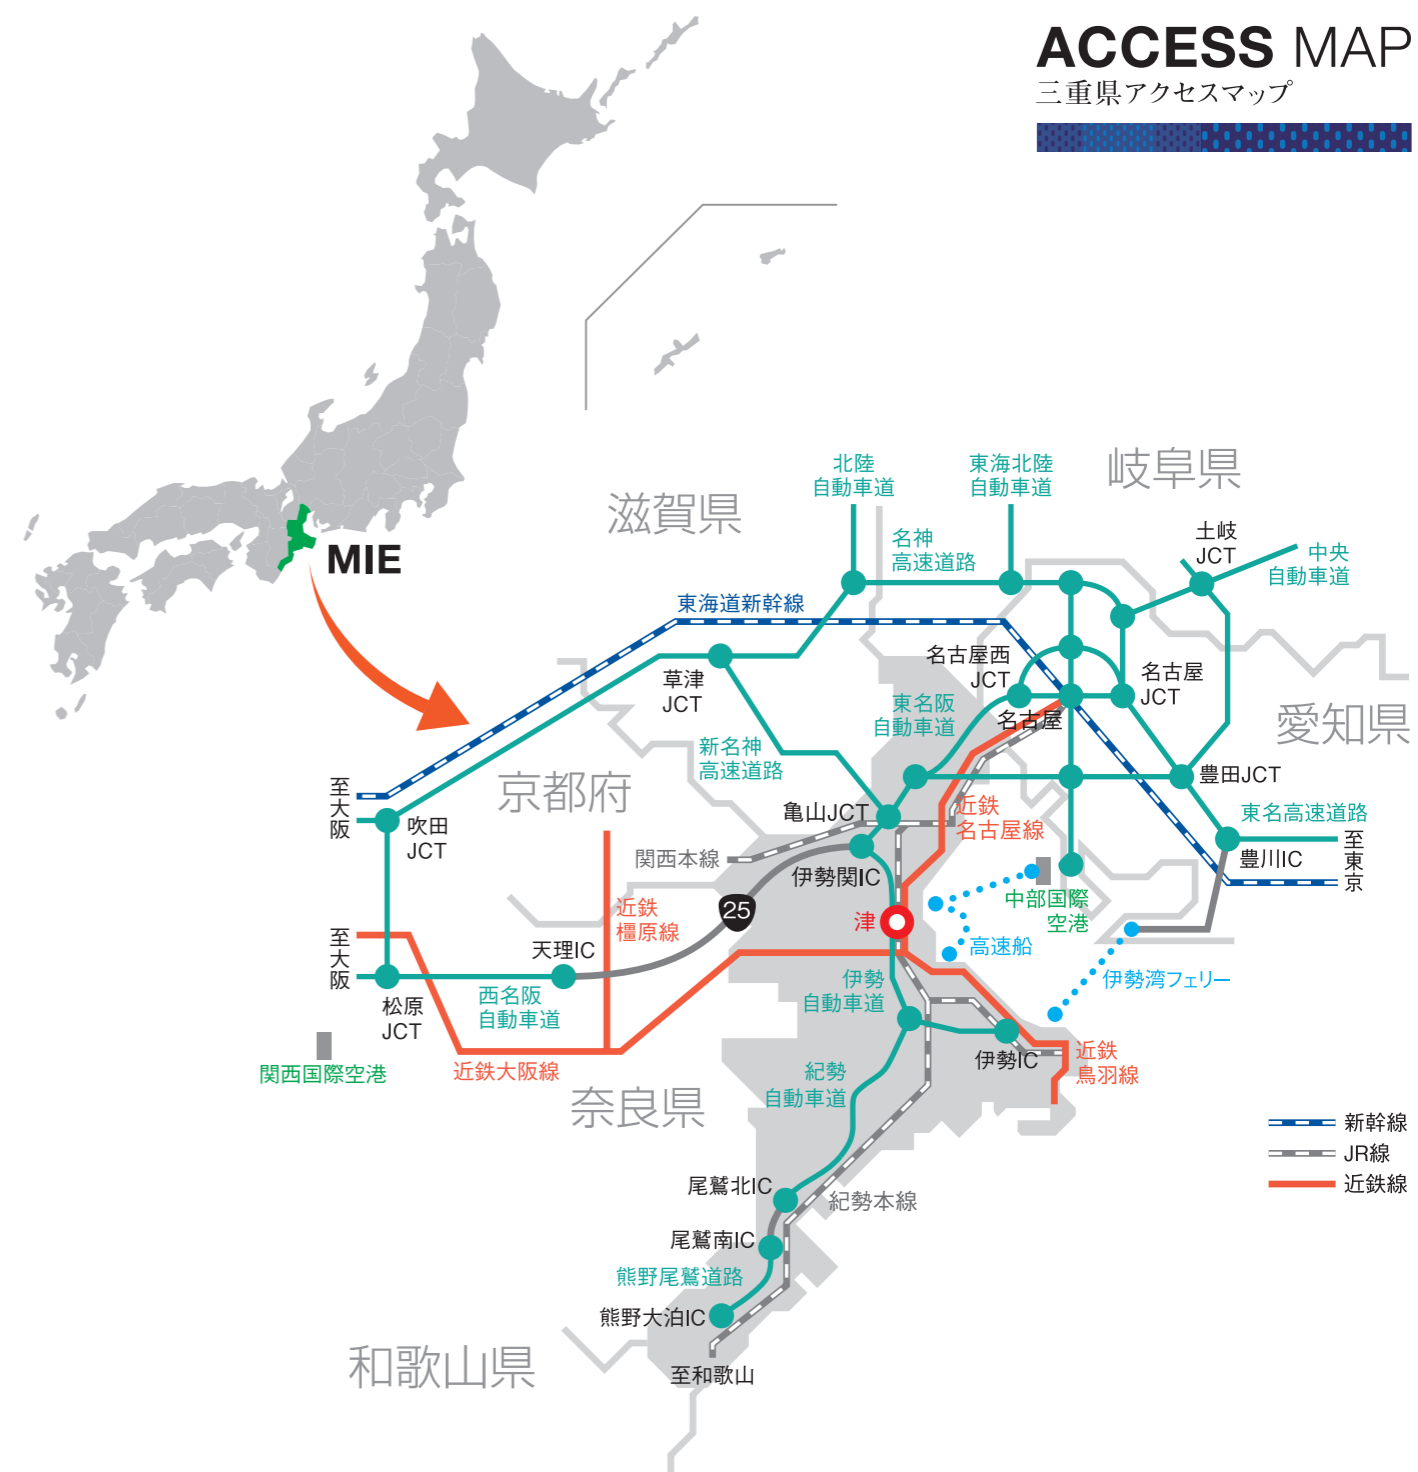 ACCESS MAP
三重県アクセスマップ
MIE
北陸
自動車道
東海北陸
自動車道
岐阜県
滋賀県
名神
高速道路
土岐
JCT
中央
自動車道
東海道新幹線
草津
JCT
名古屋西
JCT
名古屋
JCT
名古屋
東名阪
自動車道
愛知県
新名神
高速道路
京都府
至大阪
吹田
JCT
亀山JCT
近鉄
名古屋線
豊田JCT
東名高速道路
至東京
豊川IC
関西本線
伊勢関IC
25
近鉄
橿原線
津
中部国際
空港
高速船
伊勢湾フェリー
至大阪
天理IC
松原
JCT
西名阪
自動車道
伊勢
自動車道
関西国際空港
近鉄大阪線
伊勢IC
近鉄
鳥羽線
奈良県
紀勢
自動車道
新幹線
JR線
近鉄線
尾鷲北IC
紀勢本線
尾鷲南IC
熊野尾鷲道路
熊野大泊IC
和歌山県
至和歌山